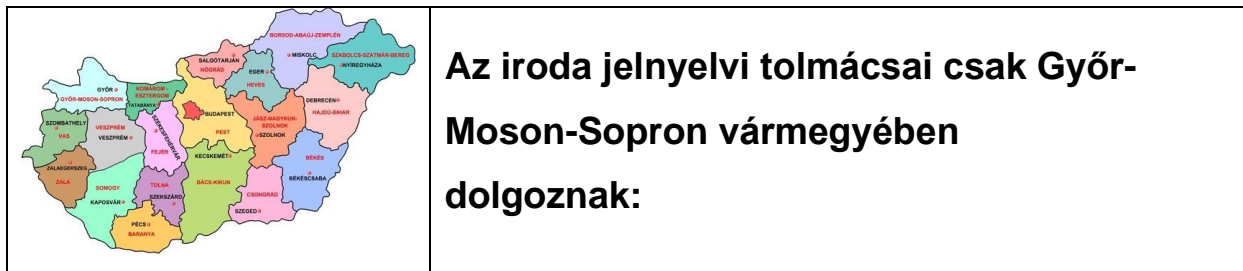 BORSOD-ABAÚJ-ZEMPLÉN
MISKOLC
SZABOLCS-SZATMÁR-BEREG
NYÍREGYHÁZA
SALGÓTARJÁN
NÓGRÁD
EGER
HEVES
GYŐR
GYŐR-MOSON-SOPRON
KOMÁROM-
ESZTERGOM
TATABÁNYA
BUDAPEST
PEST
DEBRECEN
HAJDÚ-BIHAR
JÁSZ-NAGYKUN-
SZOLNOK
SZOLNOK
SZOMBATHELY
VAS
VESZPRÉM
VESZPRÉM
SZÉKESFEHÉRVÁR
FEJÉR
KECSKEMÉT
BÉKÉS
BÉKÉSCSABA
ZALAEGERSZEG
ZALA
SOMOGY
KAPOSVÁR
TOLNA
SZEKSZÁRD
BÁCS-KIKUN
CSONGRÁD
SZEGED
PÉCS
BARANYA
Az iroda jelnyelvi tolmácsai csak Győr-
Moson-Sopron vármegyében
dolgoznak: